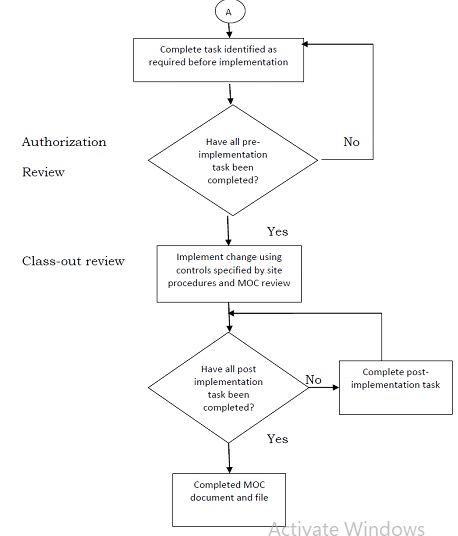 A
Complete task identified as
required before implementation
Authorization
Review
Have all pre-
implementation
task been
completed?
No
Yes
Class-out review
Implement change using
controls specified by site
procedures and MOC review
Have all post
implementation
task been
completed?
No
Complete post-
implementation task
Yes
Completed MOC
document and file
Activate Windows